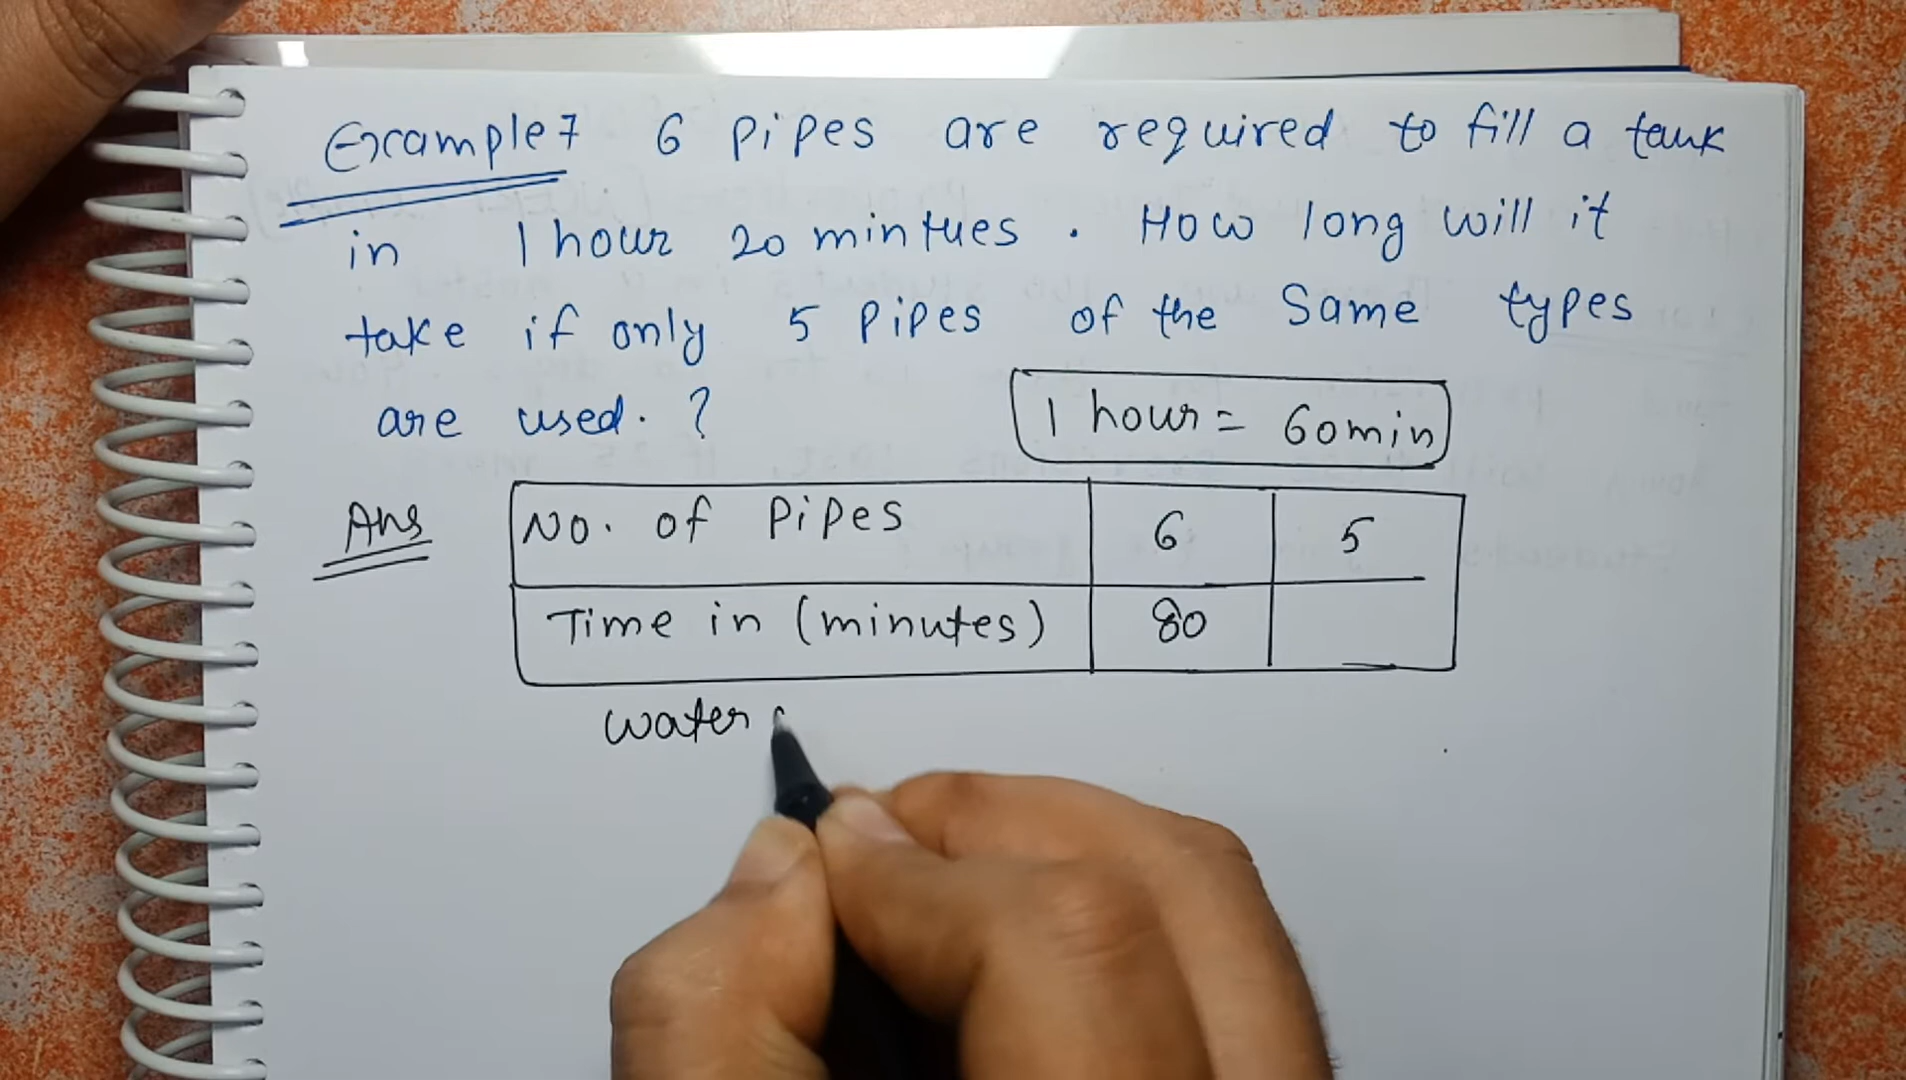 Example 7 6 pipes are required to fill a tank
in 1 hour 20 mintues . How long will it
take if only 5 pipes of the same types
are used. ?
1 hour = 60min
Ans
No. of Pipes 6 5
Time in (minutes) 80
water